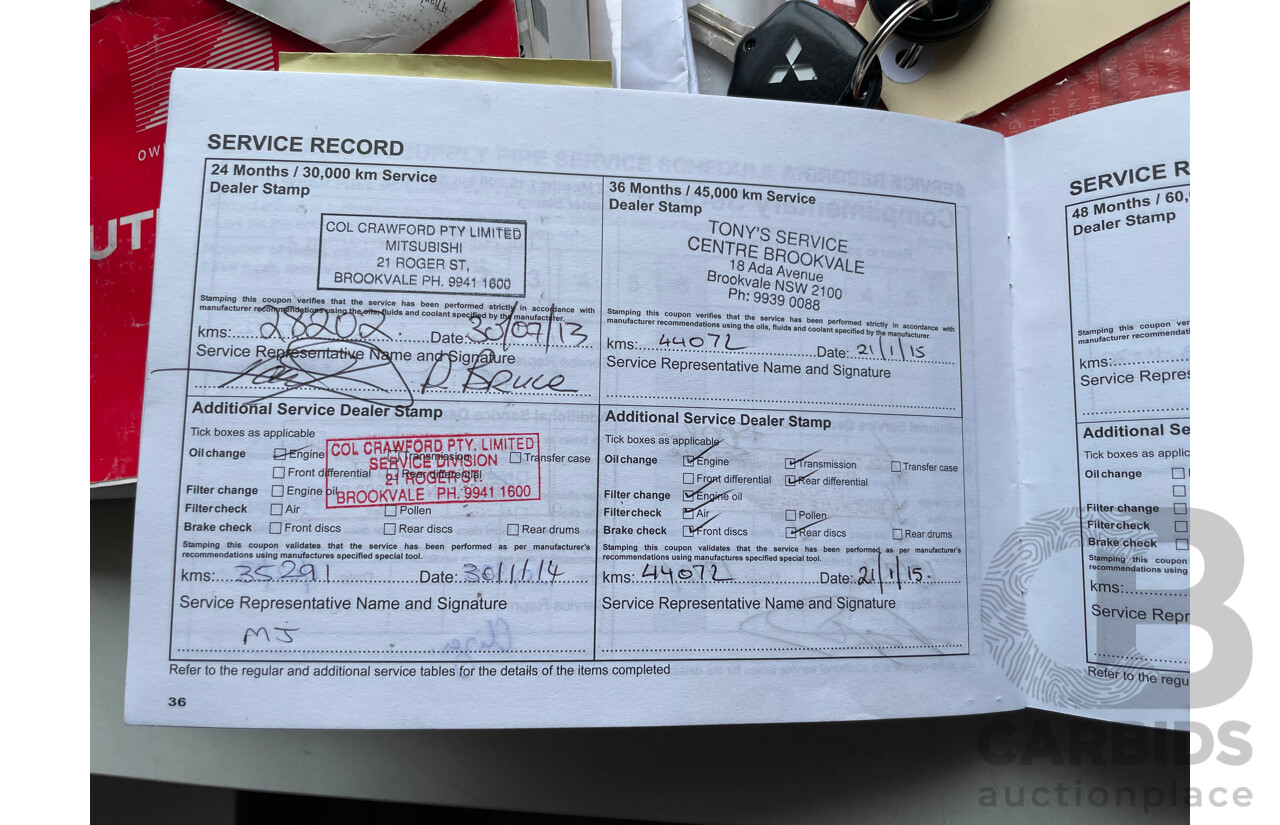 OWN
UT
SERVICE RECORD
24 Months / 30,000 km Service
Dealer Stamp
COL CRAWFORD PTY LIMITED
MITSUBISHI
21 ROGER ST,
BROOKVALE PH. 9941 1600
Stamping this coupon verifies that the service has been performed strictly in accordance with
manufacturer recommendations using the oils, fluids and coolant specified by the manufacturer.
kms: 28202 Date: 30/07/13
Service Representative Name and Signature
D Bruce
Additional Service Dealer Stamp
Tick boxes as applicable
COL CRAWFORD PTY. LIMITED
SERVICE DIVISION
21 ROGER ST.
BROOKVALE PH. 9941 1600
Oil change Engine Transmission Transfer case
Front differential Rear differential
Filter change Engine oil
Filter check Air Pollen
Brake check Front discs Rear discs Rear drums
Stamping this coupon validates that the service has been performed as per manufacturer's
recommendations using manufactures specified special tool.
kms: 35291 Date:
Service Representative Name and Signature
MJ
36 Months / 45,000 km Service
Dealer Stamp
TONY'S SERVICE
CENTRE BROOKVALE
18 Ada Avenue
Brookvale NSW 2100
Ph: 9939 0088
Stamping this coupon verifies that the service has been performed strictly in accordance with
manufacturer recommendations using the oils, fluids and coolant specified by the manufacturer.
kms: 44072 Date: 21/1/15
Service Representative Name and Signature
Additional Service Dealer Stamp
Tick boxes as applicable
Oil change Engine Transmission Transfer case
Front differential Rear differential
Filter change Engine oil
Filter check Air Pollen
Brake check Front discs Rear discs Rear drums
Stamping this coupon validates that the service has been performed as per manufacturer's
recommendations using manufactures specified special tool.
kms: 44072 Date: 21/1/15.
Service Representative Name and Signature
Refer to the regular and additional service tables for the details of the items completed
36
SERVICE R
48 Months / 60,
Dealer Stamp
Stamping this coupon ver
manufacturer recommendat
kms:
Service Repres
Additional Se
Tick boxes as applic
Oil change
Filter change
Filter check
Brake check
Stamping this coupon
recommendations using
kms:
Service Repr
Refer to the regu
CB
CARBIDS
auctionplace